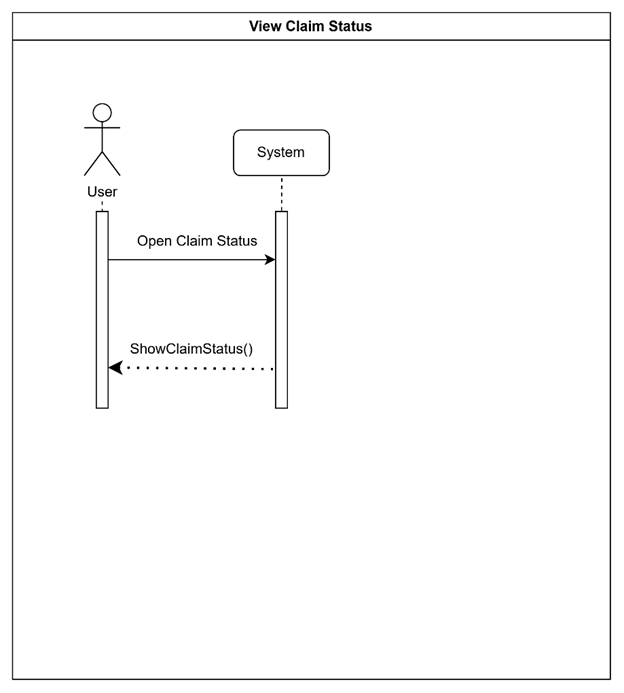 View Claim Status
System
User
Open Claim Status
ShowClaimStatus()